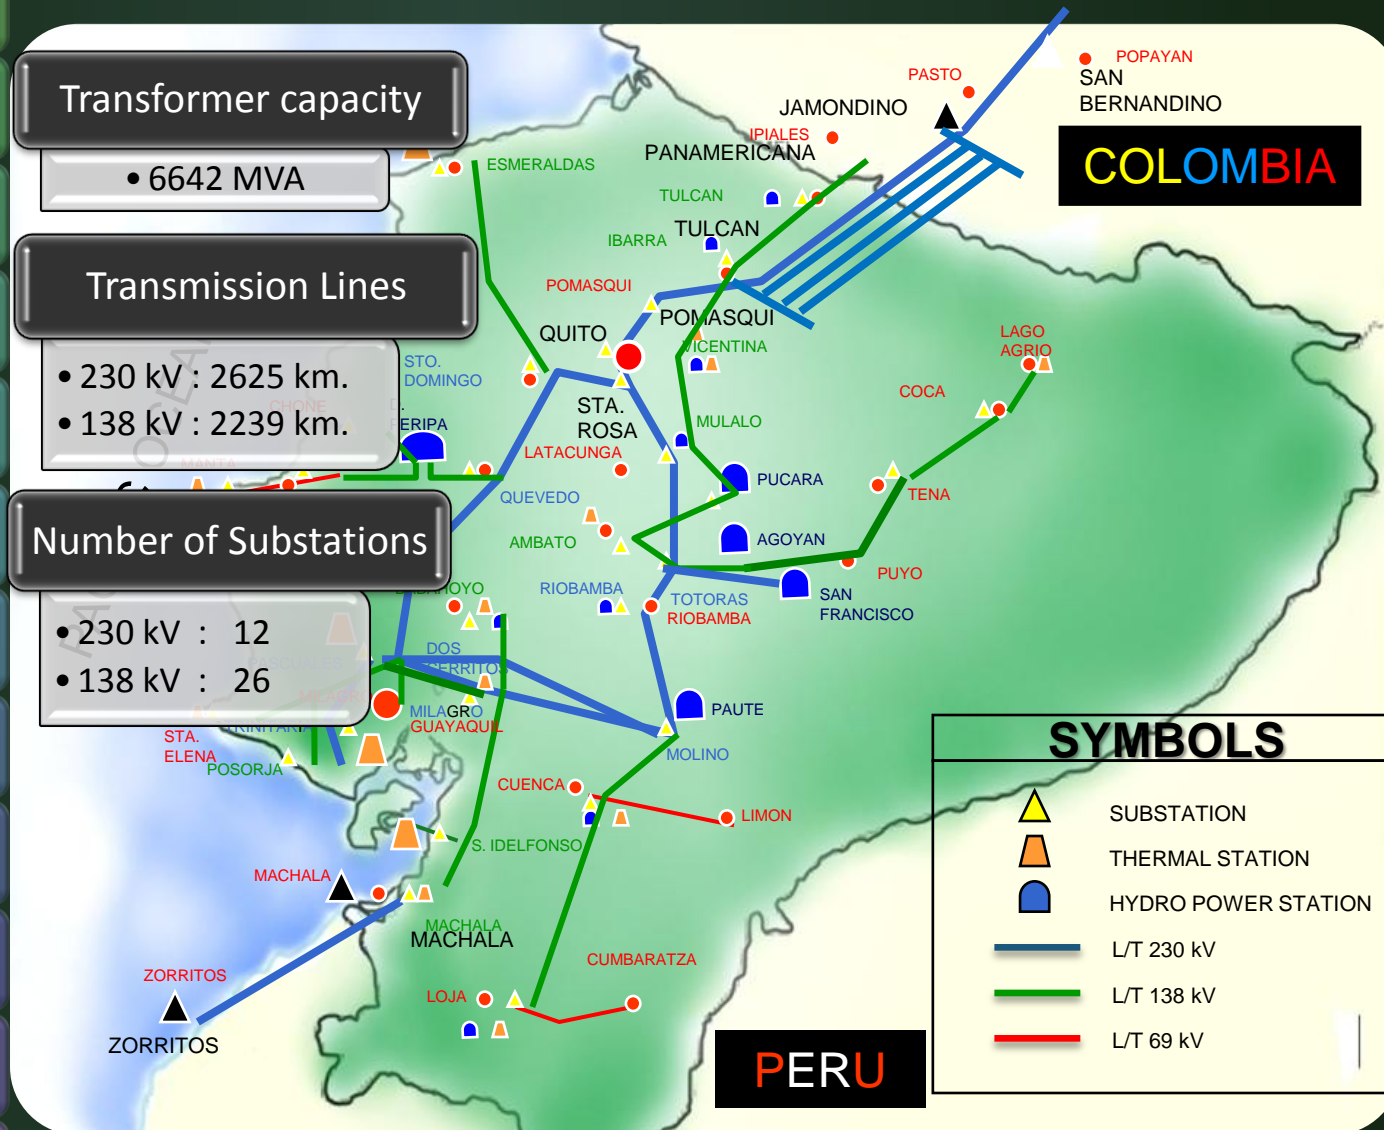 Transformer capacity
• 6642 MVA
Transmission Lines
• 230 kV : 2625 km.
• 138 kV : 2239 km.
Number of Substations
• 230 kV : 12
• 138 kV : 26
POPAYAN
SAN
BERNANDINO
PASTO
JAMONDINO
IPIALES
PANAMERICANA
COLOMBIA
ESMERALDAS
TULCAN
TULCAN
IBARRA
POMASQUI
POMASQUI
QUITO
VICENTINA
LAGO
AGRIO
STO.
DOMINGO
COCA
CHONE
STA.
ROSA
MULALO
LATACUNGA
MANTA
PUCARA
TENA
QUEVEDO
AMBATO
AGOYAN
PUYO
RIOBAMBA
TOTORAS
RIOBAMBA
SAN
FRANCISCO
DOS
CERRITOS
MILAGRO
GUAYAQUIL
PAUTE
MOLINO
TRINITARIA
STA.
ELENA
POSORJA
CUENCA
LIMON
S. IDELFONSO
MACHALA
MACHALA
MACHALA
CUMBARATZA
ZORRITOS
LOJA
ZORRITOS
PERU
SYMBOLS
SUBSTATION
THERMAL STATION
HYDRO POWER STATION
L/T 230 kV
L/T 138 kV
L/T 69 kV